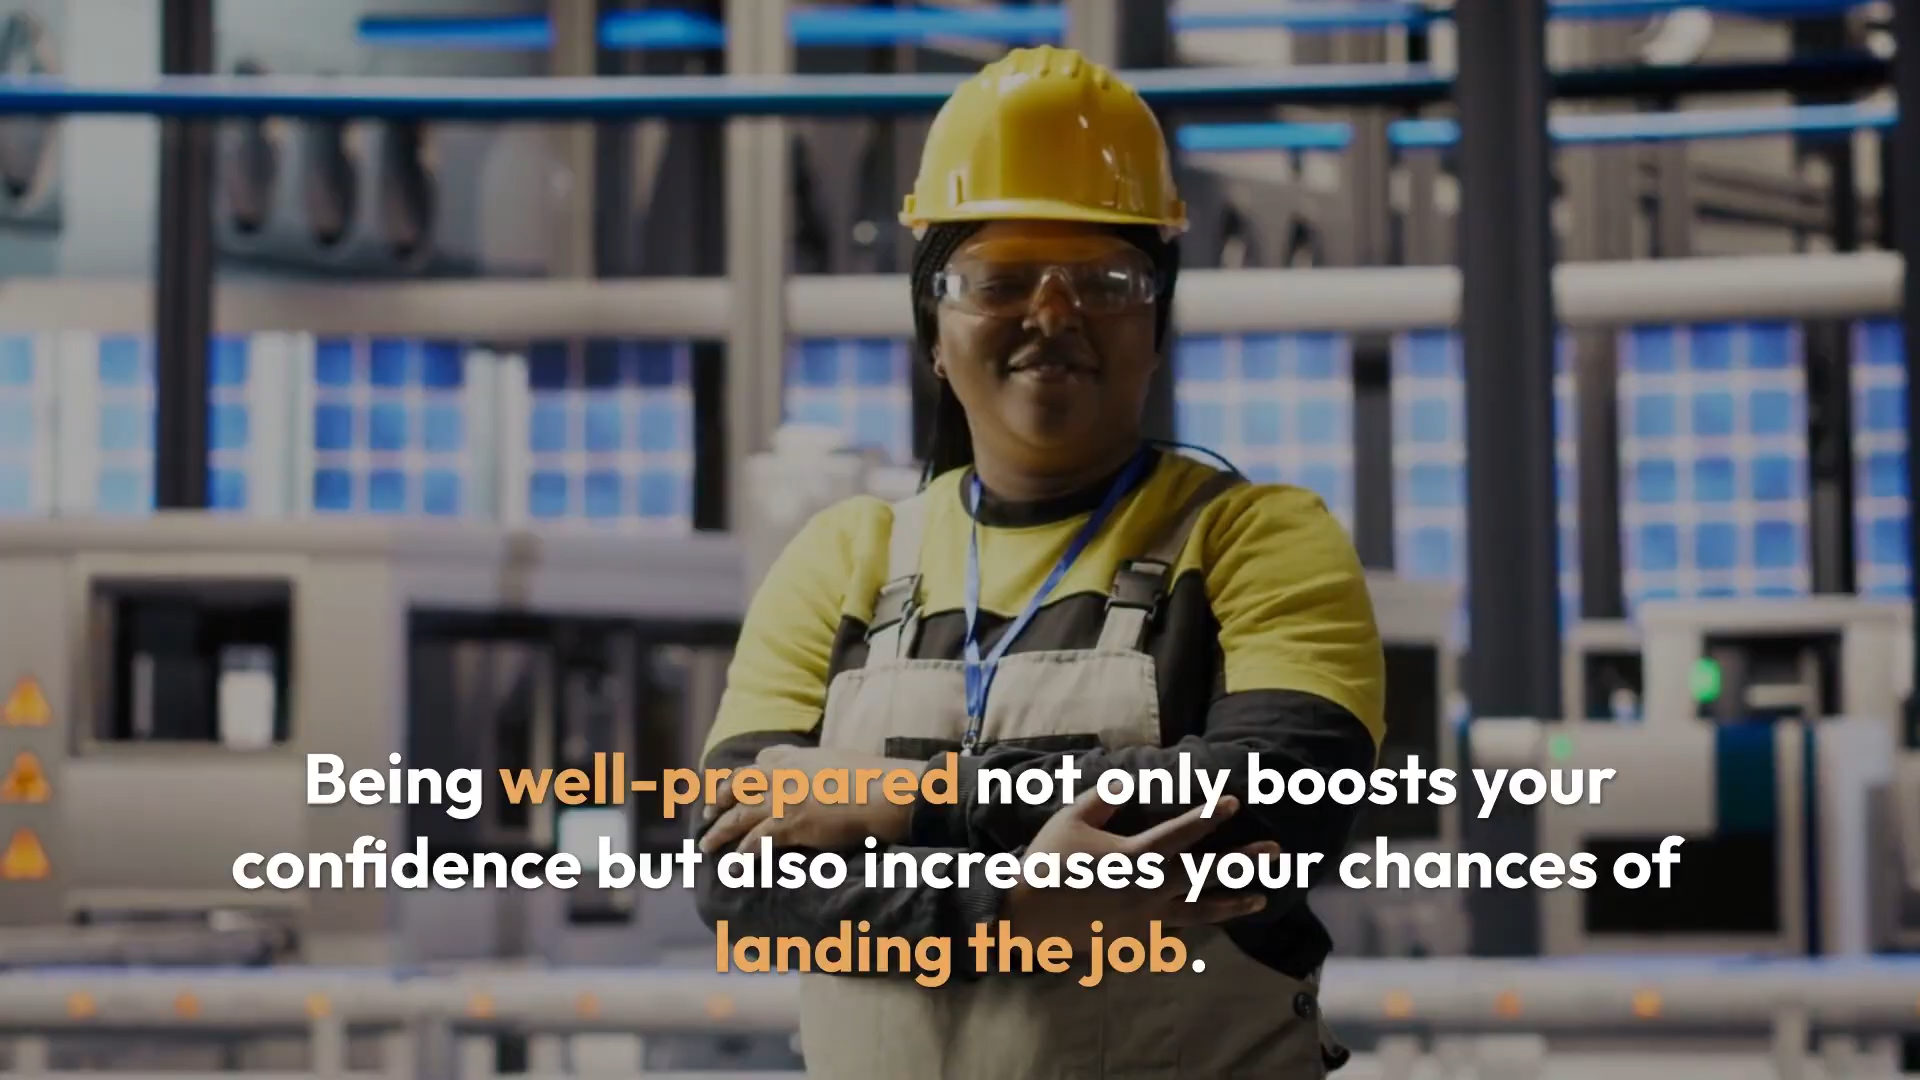 Being well-prepared not only boosts your
confidence but also increases your chances of
landing the job.